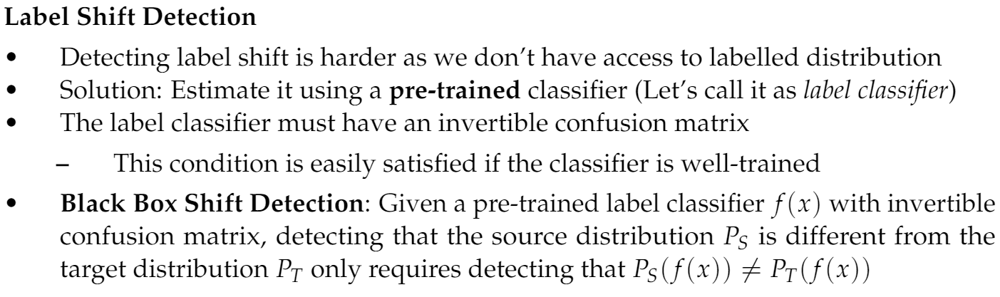 Label Shift Detection
• Detecting label shift is harder as we don't have access to labelled distribution
• Solution: Estimate it using a pre-trained classifier (Let's call it as label classifier)
• The label classifier must have an invertible confusion matrix
– This condition is easily satisfied if the classifier is well-trained
• Black Box Shift Detection: Given a pre-trained label classifier f(x) with invertible
confusion matrix, detecting that the source distribution P_S is different from the
target distribution P_T only requires detecting that P_S(f(x)) ≠ P_T(f(x))